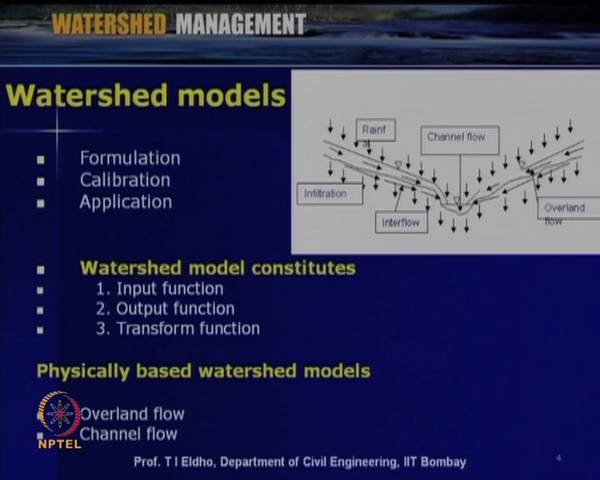 WATERSHED MANAGEMENT
Watershed models
Formulation
Calibration
Application
Rainf
al
Channel flow
Infiltration
Interflow
Overland
flow
Watershed model constitutes
1. Input function
2. Output function
3. Transform function
Physically based watershed models
Overland flow
Channel flow
NPTEL
Prof. T I Eldho, Department of Civil Engineering, IIT Bombay
4